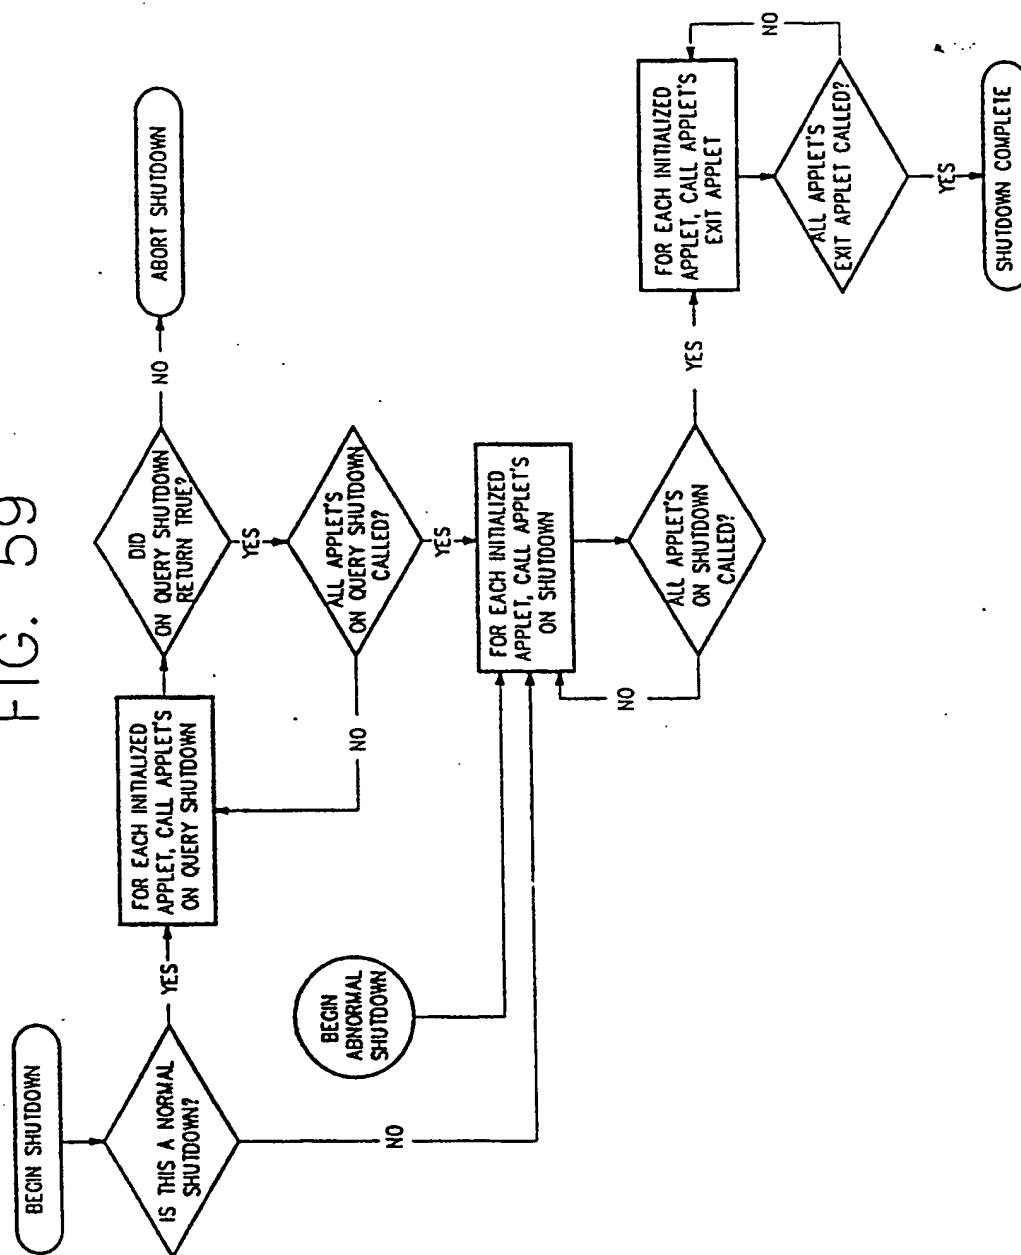 FIG. 59
BEGIN SHUTDOWN
IS THIS A NORMAL
SHUTDOWN?
YES
NO
FOR EACH INITIALIZED
APPLET, CALL APPLET'S
ON QUERY SHUTDOWN
DID
ON QUERY SHUTDOWN
RETURN TRUE?
NO
ABORT SHUTDOWN
YES
ALL APPLET'S
ON QUERY SHUTDOWN
CALLED?
NO
YES
BEGIN
ABNORMAL
SHUTDOWN
FOR EACH INITIALIZED
APPLET, CALL APPLET'S
ON SHUTDOWN
ALL APPLET'S
ON SHUTDOWN
CALLED?
NO
YES
FOR EACH INITIALIZED
APPLET, CALL APPLET'S
EXIT APPLET
ALL APPLET'S
EXIT APPLET CALLED?
NO
YES
SHUTDOWN COMPLETE